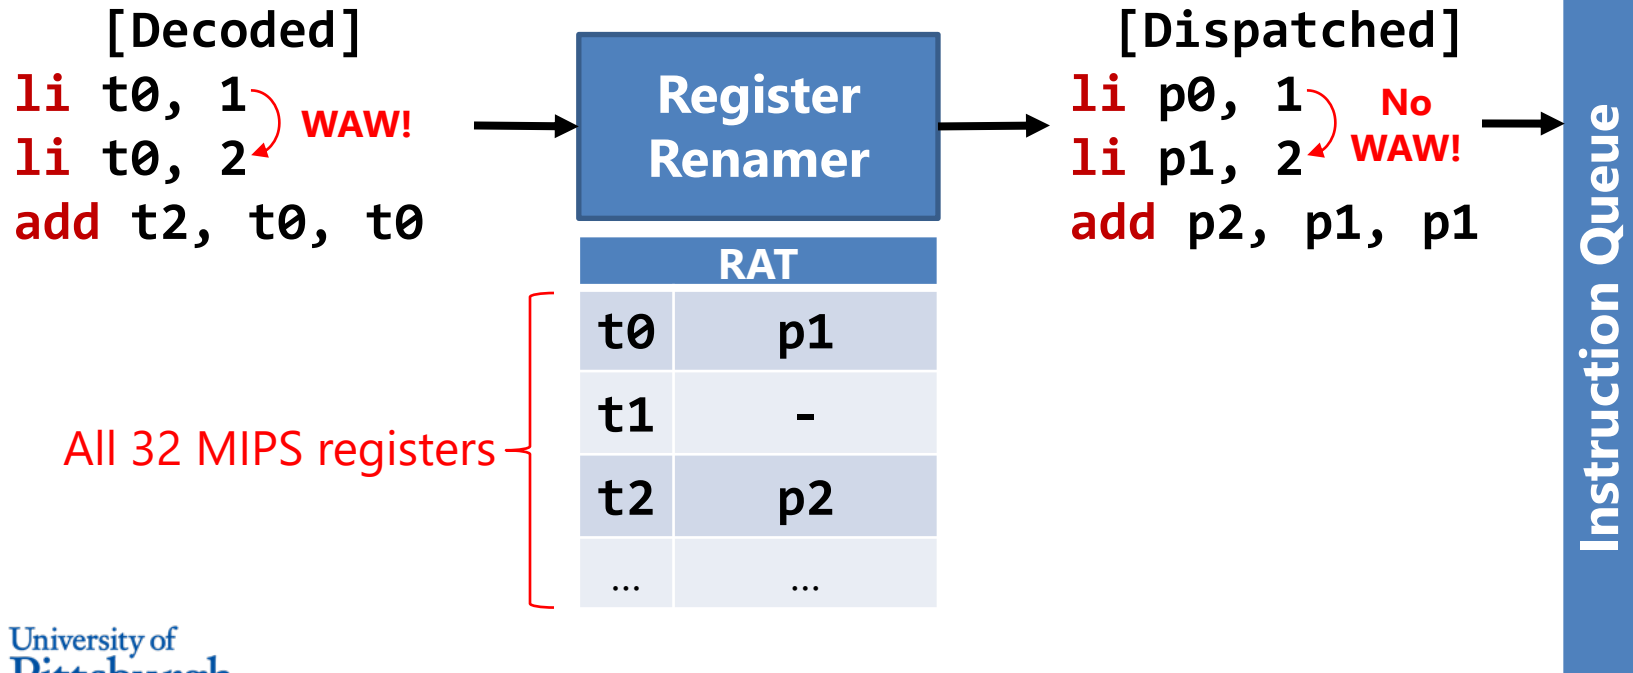 [Decoded]
li t0, 1
li t0, 2
add t2, t0, t0
WAW!
Register
Renamer
RAT
t0 p1
t1 -
t2 p2
... ...
All 32 MIPS registers
[Dispatched]
li p0, 1
li p1, 2
add p2, p1, p1
No
WAW!
Instruction Queue
University of
Pittsburgh